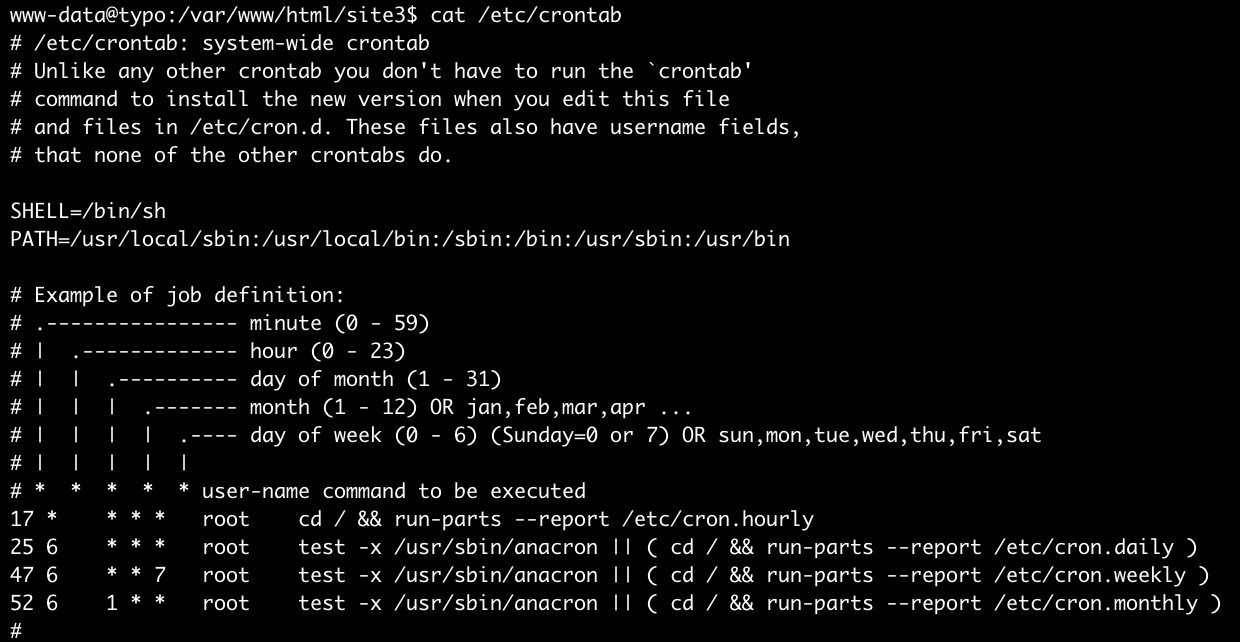 www-data@typo:/var/www/html/site3$ cat /etc/crontab
# /etc/crontab: system-wide crontab
# Unlike any other crontab you don't have to run the `crontab'
# command to install the new version when you edit this file
# and files in /etc/cron.d. These files also have username fields,
# that none of the other crontabs do.

SHELL=/bin/sh
PATH=/usr/local/sbin:/usr/local/bin:/sbin:/bin:/usr/sbin:/usr/bin

# Example of job definition:
# .---------------- minute (0 - 59)
# |  .------------- hour (0 - 23)
# |  |  .---------- day of month (1 - 31)
# |  |  |  .------- month (1 - 12) OR jan,feb,mar,apr ...
# |  |  |  |  .---- day of week (0 - 6) (Sunday=0 or 7) OR sun,mon,tue,wed,thu,fri,sat
# |  |  |  |  |
# *  *  *  *  * user-name command to be executed
17 *    * * *   root    cd / && run-parts --report /etc/cron.hourly
25 6    * * *   root    test -x /usr/sbin/anacron || ( cd / && run-parts --report /etc/cron.daily )
47 6    * * 7   root    test -x /usr/sbin/anacron || ( cd / && run-parts --report /etc/cron.weekly )
52 6    1 * *   root    test -x /usr/sbin/anacron || ( cd / && run-parts --report /etc/cron.monthly )
#